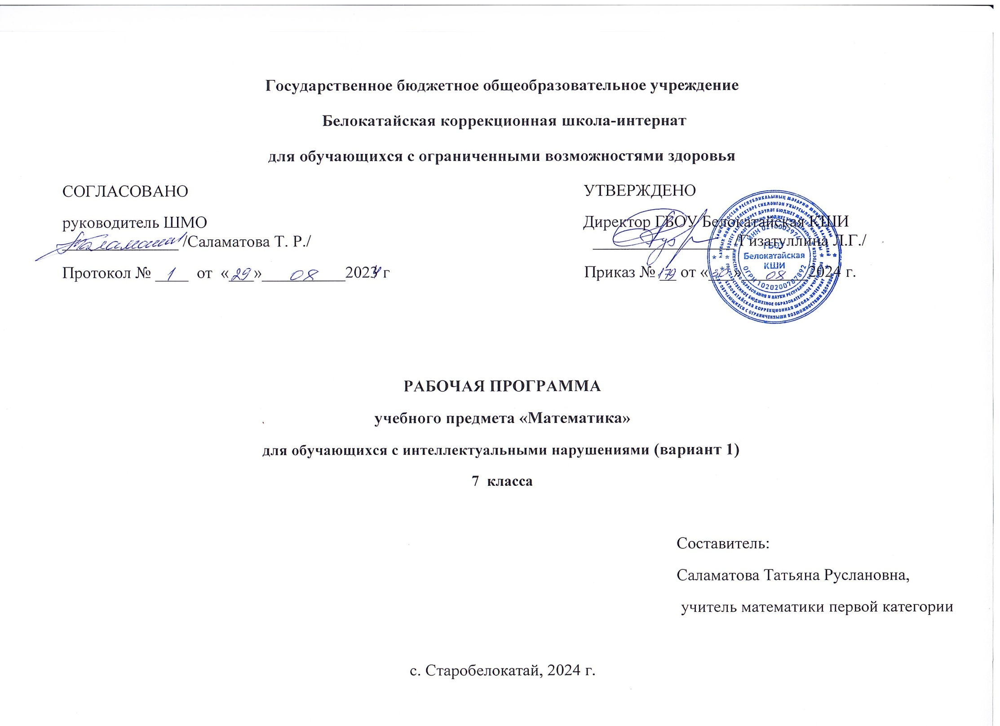 Государственное бюджетное общеобразовательное учреждение
Белокатайская коррекционная школа-интернат
для обучающихся с ограниченными возможностями здоровья
СОГЛАСОВАНО
руководитель ШМО
/Саламатова Т. Р./
Протокол № 1 от «29» 08 2024 г
УТВЕРЖДЕНО
Директор ГБОУ Белокатайская КШИ
/Гизатуллина Л.Г./
Приказ № 179 от «30» 08 2024 г.
ГБОУ
Белокатайская
КШИ
ОГРН 1020200787892
РАБОЧАЯ ПРОГРАММА
учебного предмета «Математика»
для обучающихся с интеллектуальными нарушениями (вариант 1)
7 класса
Составитель:
Саламатова Татьяна Руслановна,
учитель математики первой категории
с. Старобелокатай, 2024 г.